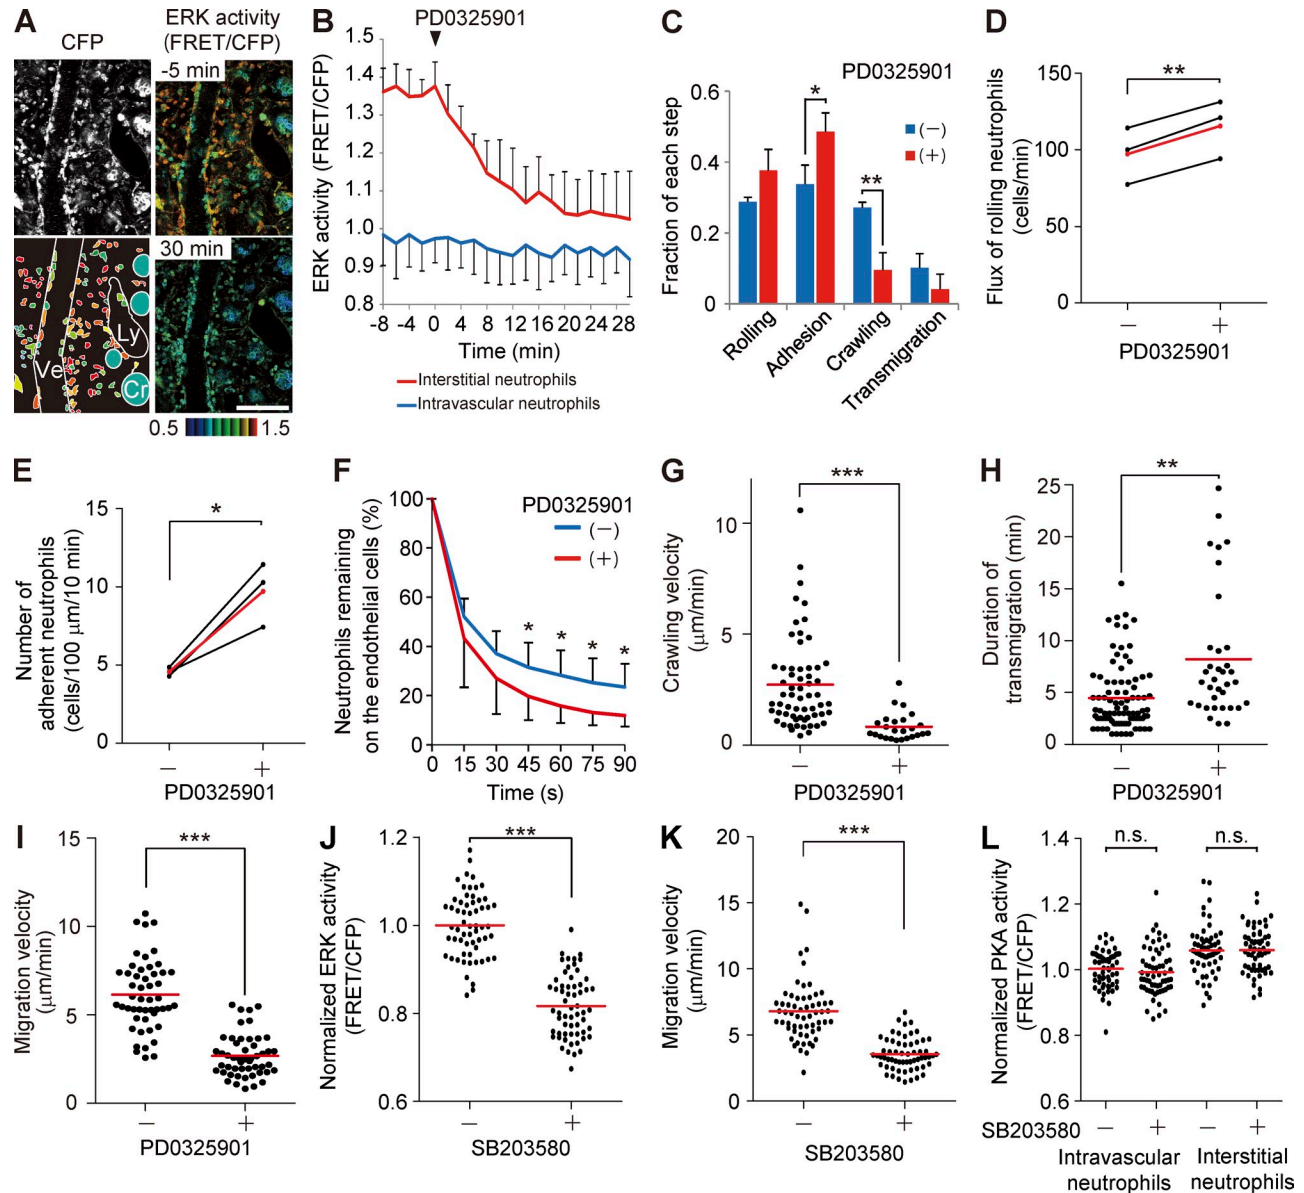 A
CFP
ERK activity
(FRET/CFP)
-5 min
30 min
Ve
Ly
Cr
0.5
1.5
B
PD0325901
ERK activity (FRET/CFP)
1.5
1.4
1.3
1.2
1.1
1.0
0.9
0.8
-8 -4 0 4 8 12 16 20 24 28
Time (min)
Interstitial neutrophils
Intravascular neutrophils
C
PD0325901
(−)
(+)
Fraction of each step
0.6
0.4
0.2
0
*
**
Rolling
Adhesion
Crawling
Transmigration
D
Flux of rolling neutrophils
(cells/min)
150
100
50
0
**
− +
PD0325901
E
Number of
adherent neutrophils
(cells/100 μm/10 min)
15
10
5
0
*
− +
PD0325901
F
PD0325901
(−)
(+)
Neutrophils remaining
on the endothelial cells (%)
100
80
60
40
20
0
* * * *
0 15 30 45 60 75 90
Time (s)
G
Crawling velocity
(μm/min)
10
5
0
***
− +
PD0325901
H
Duration of
transmigration (min)
25
20
15
10
5
0
**
− +
PD0325901
I
Migration velocity
(μm/min)
15
10
5
0
***
− +
PD0325901
J
Normalized ERK activity
(FRET/CFP)
1.2
1.0
0.8
0.6
***
− +
SB203580
K
Migration velocity
(μm/min)
20
15
10
5
0
***
− +
SB203580
L
Normalized PKA activity
(FRET/CFP)
1.4
1.2
1.0
0.8
0.6
n.s. n.s.
SB203580 − + − +
Intravascular
neutrophils
Interstitial
neutrophils